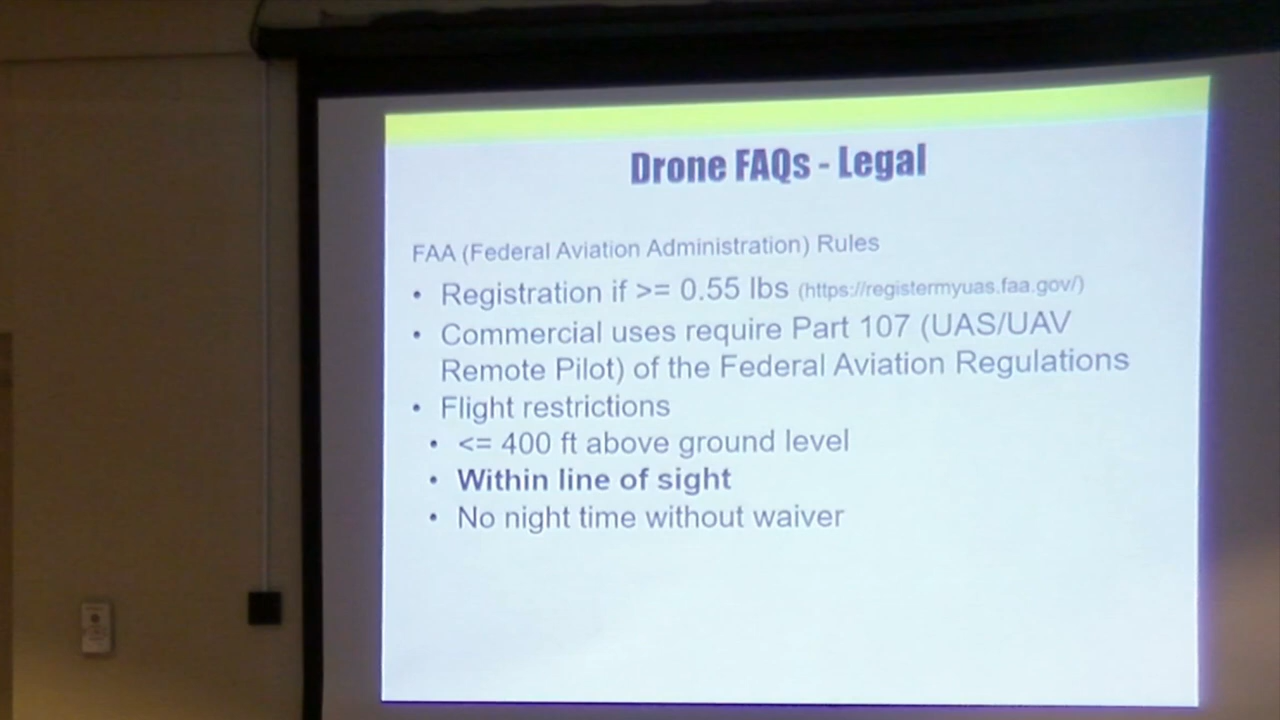 Drone FAQs - Legal
FAA (Federal Aviation Administration) Rules
• Registration if >= 0.55 lbs (https://registermyuas.faa.gov/)
• Commercial uses require Part 107 (UAS/UAV
Remote Pilot) of the Federal Aviation Regulations
• Flight restrictions
• <= 400 ft above ground level
• Within line of sight
• No night time without waiver